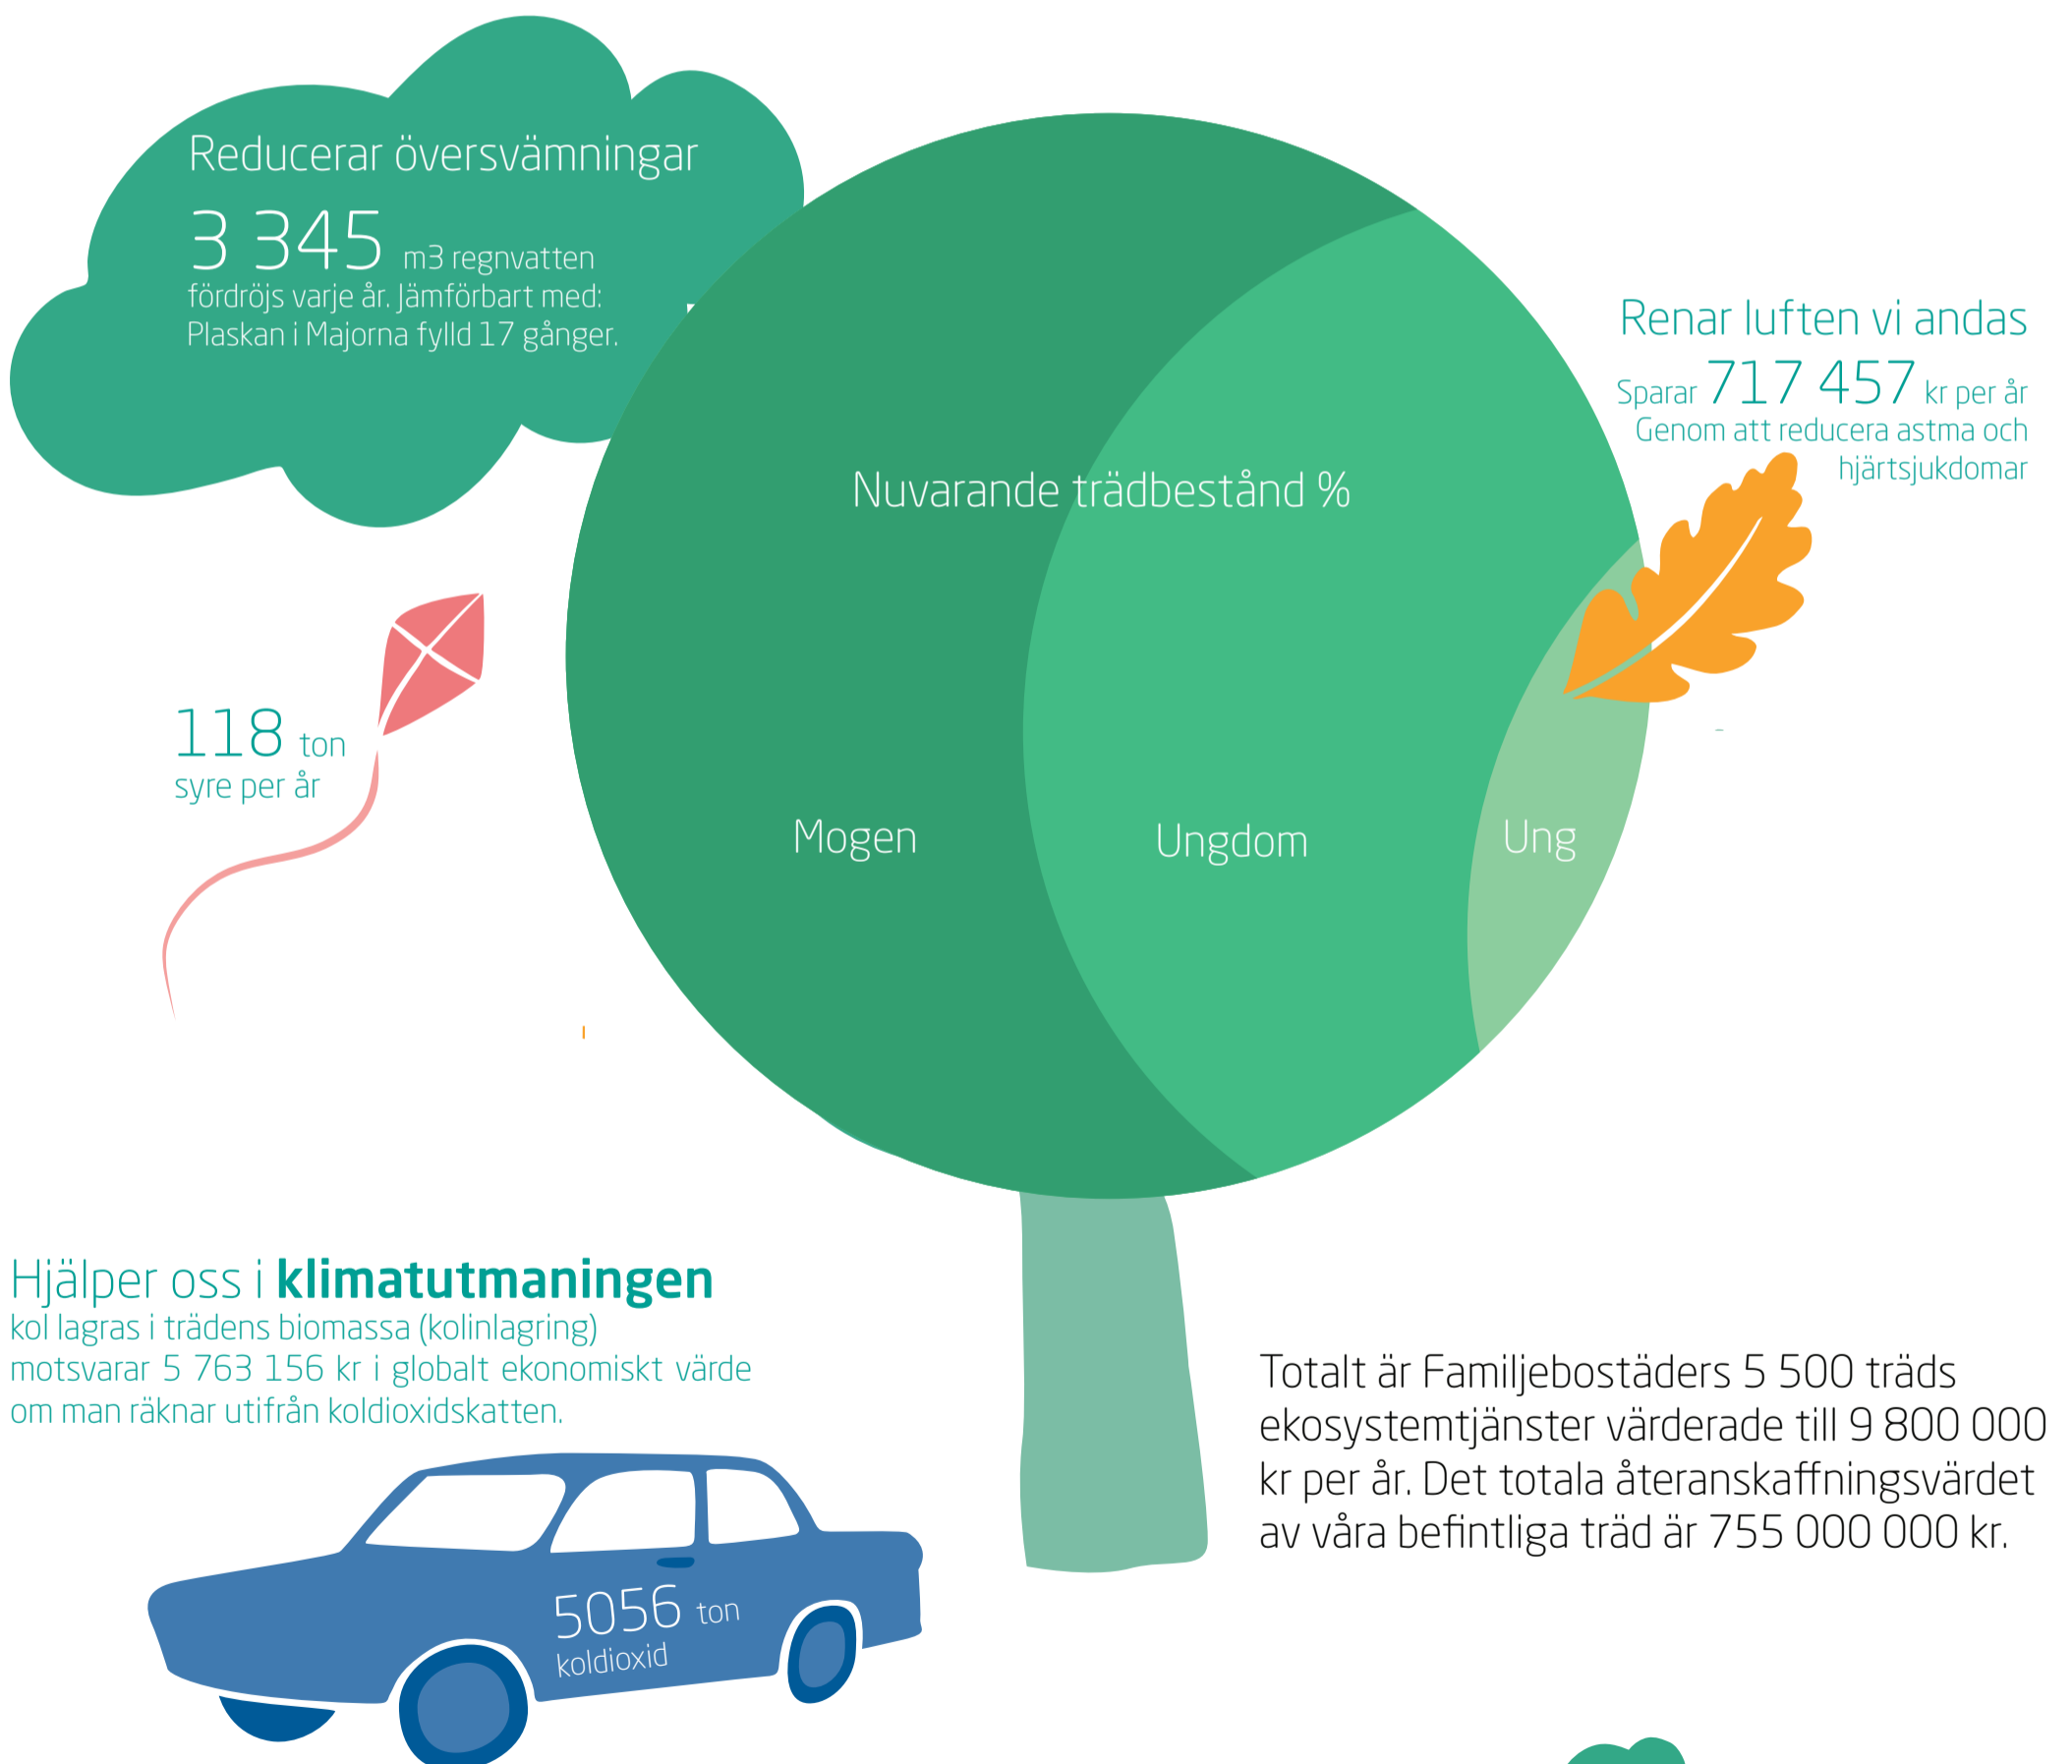 Reducerar översvämningar
3 345 m3 regnvatten
fördröjs varje år. Jämförbart med:
Plaskan i Majorna fylld 17 gånger.
Renar luften vi andas
Sparar 717 457 kr per år
Genom att reducera astma och
hjärtsjukdomar
Nuvarande trädbestånd %
118 ton
syre per år
Mogen
Ungdom
Ung
Hjälper oss i klimatutmaningen
kol lagras i trädens biomassa (kolinlagring)
motsvarar 5 763 156 kr i globalt ekonomiskt värde
om man räknar utifrån koldioxidskatten.
5056 ton
koldioxid
Totalt är Familjebostäders 5 500 träds
ekosystemtjänster värderade till 9 800 000
kr per år. Det totala återanskaffningsvärdet
av våra befintliga träd är 755 000 000 kr.